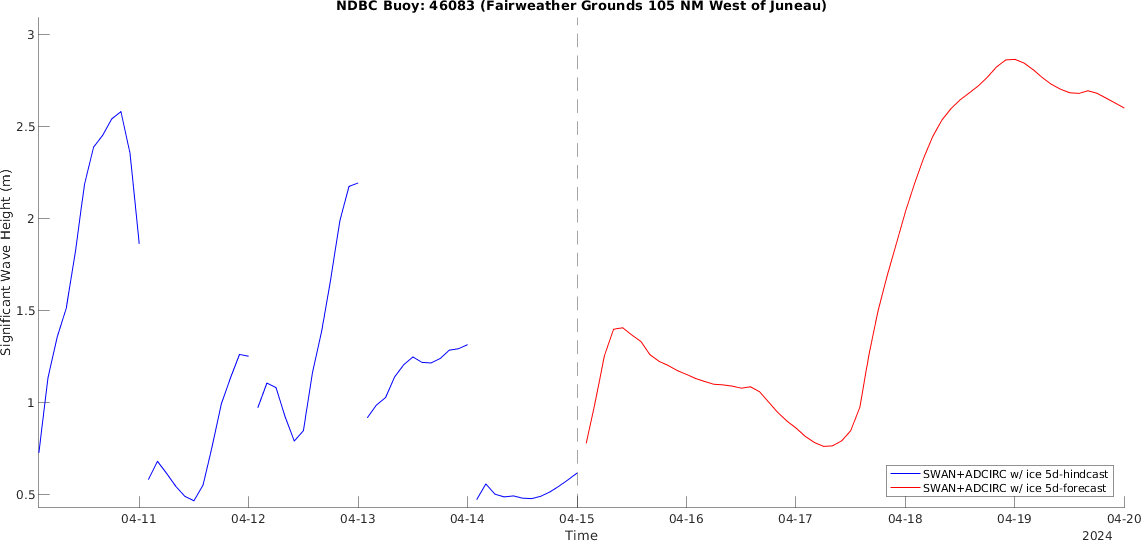 NDBC Buoy: 46083 (Fairweather Grounds 105 NM West of Juneau)
3
2.5
2
1.5
1
0.5
Significant Wave Height (m)
SWAN+ADCIRC w/ ice 5d-hindcast
SWAN+ADCIRC w/ ice 5d-forecast
04-11 04-12 04-13 04-14 04-15 04-16 04-17 04-18 04-19 04-20
Time
2024